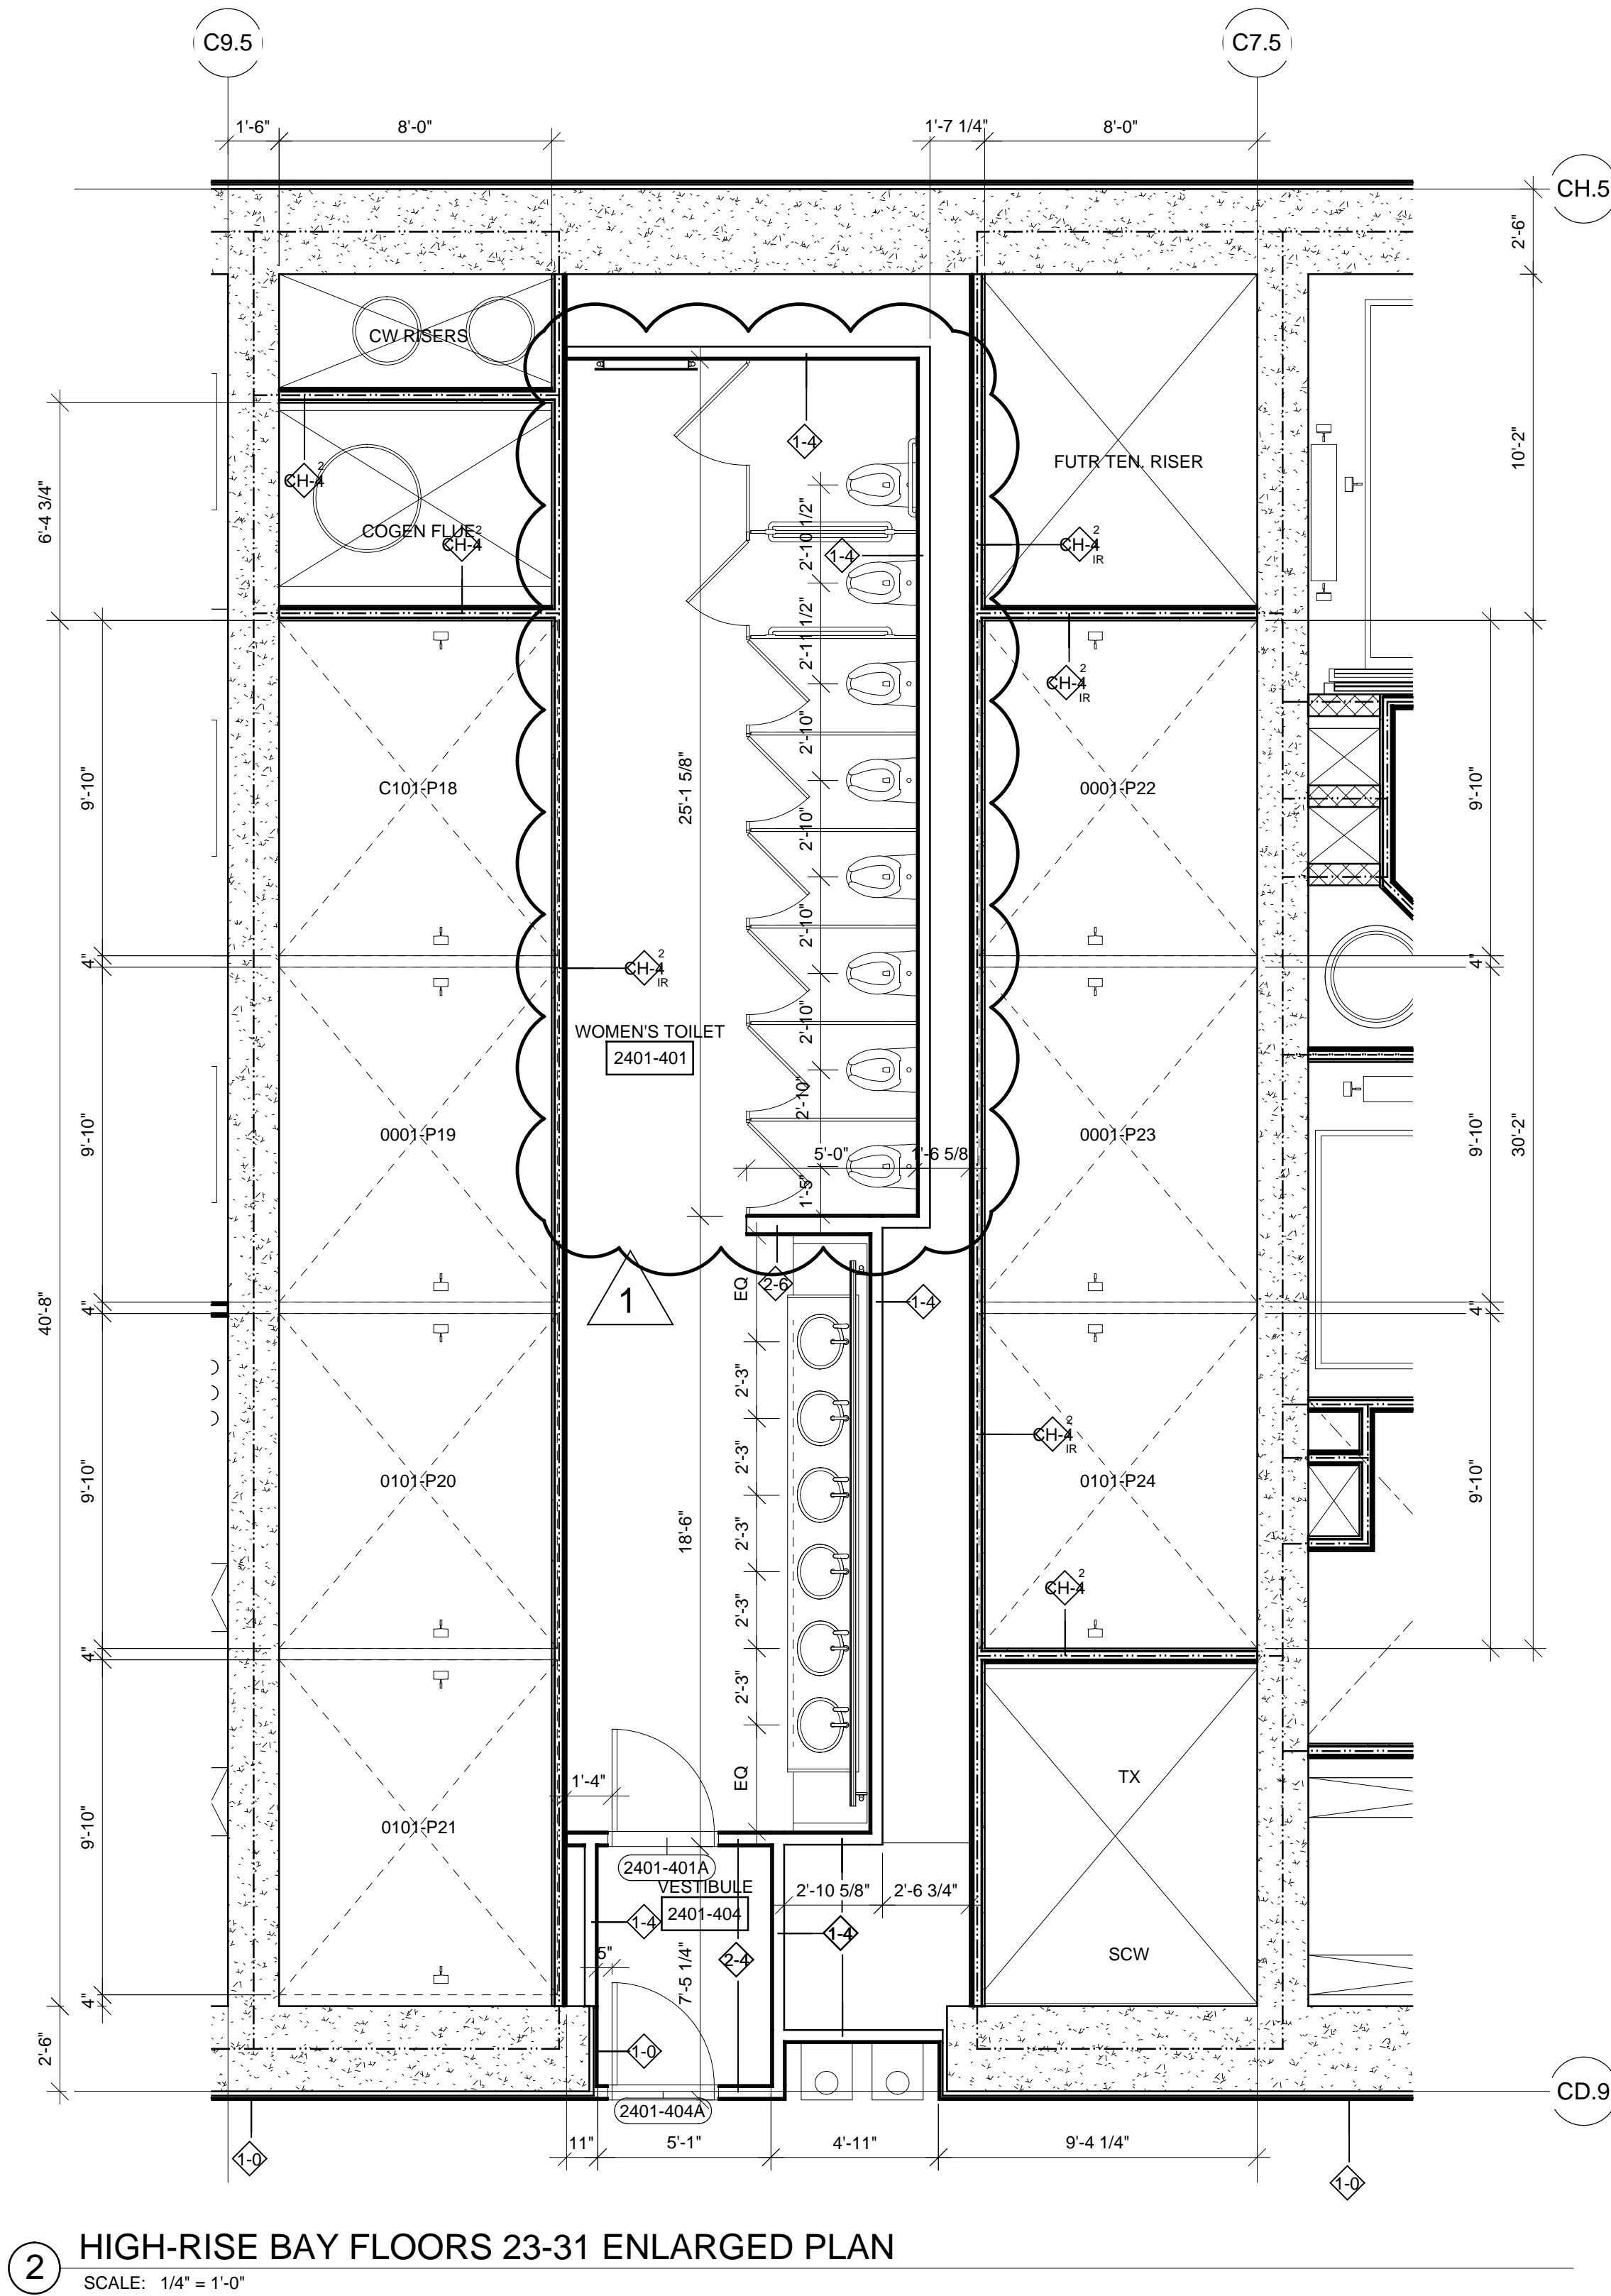 C9.5
C7.5
1'-6"
8'-0"
1'-7 1/4"
8'-0"
CH.5
2'-6"
CW RISERS
10'-2"
1-4
FUTR TEN. RISER
CH-4
2
6'-4 3/4"
COGEN FLUE
2
CH-4
2'-10 1/2"
1-4
CH-4
2
IR
2'-11 1/2"
CH-4
2
IR
2'-10"
9'-10"
C101-P18
25'-1 5/8"
2'-10"
0001-P22
9'-10"
2'-10"
4"
CH-4
2
IR
4"
2'-10"
WOMEN'S TOILET
2401-401
2'-10"
9'-10"
0001-P19
5'-0"
1'-6 5/8
0001-P23
9'-10"
30'-2"
1'-5"
40'-8"
4"
1
EQ
2-6
1-4
4"
2'-3"
2'-3"
CH-4
2
IR
9'-10"
0101-P20
18'-6"
2'-3"
0101-P24
9'-10"
2'-3"
CH-4
2
4"
2'-3"
1'-4"
EQ
TX
9'-10"
0101-P21
2401-401A
VESTIBULE
2401-404
2'-10 5/8"
2'-6 3/4"
1-4
1-4
5"
2-4
SCW
7'-5 1/4"
4"
2'-6"
1-0
2401-404A
CD.9
11"
5'-1"
4'-11"
9'-4 1/4"
1-0
1-0
2
HIGH-RISE BAY FLOORS 23-31 ENLARGED PLAN
SCALE: 1/4" = 1'-0"